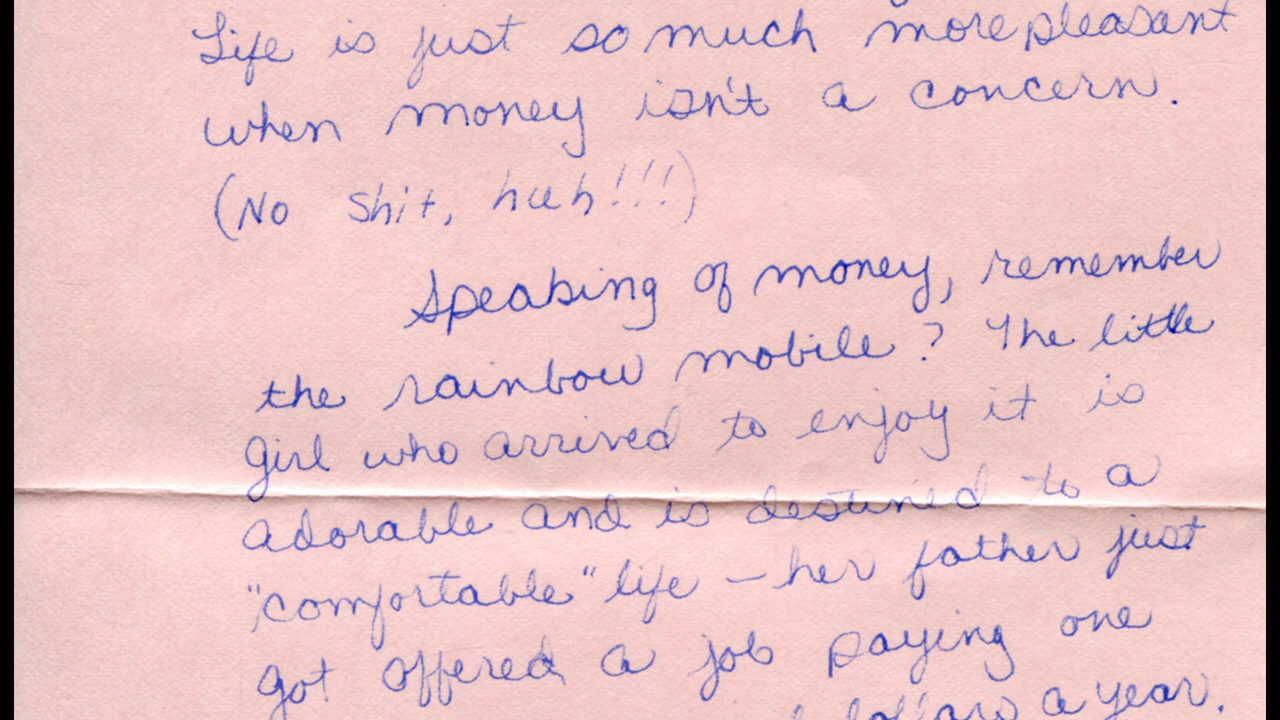 Life is just so much more pleasant
when money isn't a concern.
(No shit, huh!!!)
Speaking of money, remember
the rainbow mobile? The little
girl who arrived to enjoy it is
adorable and is destined to a
"comfortable" life – her father just
got offered a job paying one
dollars a year.